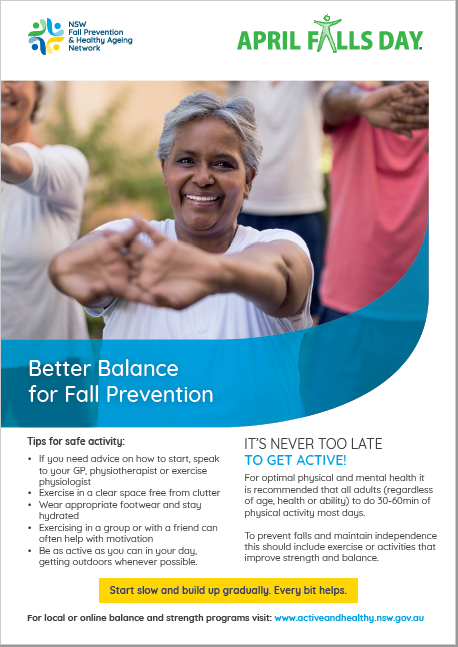 NSW
Fall Prevention
& Healthy Ageing
Network
APRIL FALLS DAY.
Better Balance
for Fall Prevention
Tips for safe activity:
• If you need advice on how to start, speak
to your GP, physiotherapist or exercise
physiologist
• Exercise in a clear space free from clutter
• Wear appropriate footwear and stay
hydrated
• Exercising in a group or with a friend can
often help with motivation
• Be as active as you can in your day,
getting outdoors whenever possible.
IT'S NEVER TOO LATE
TO GET ACTIVE!
For optimal physical and mental health it
is recommended that all adults (regardless
of age, health or ability) to do 30-60min of
physical activity most days.
To prevent falls and maintain independence
this should include exercise or activities that
improve strength and balance.
Start slow and build up gradually. Every bit helps.
For local or online balance and strength programs visit: www.activeandhealthy.nsw.gov.au